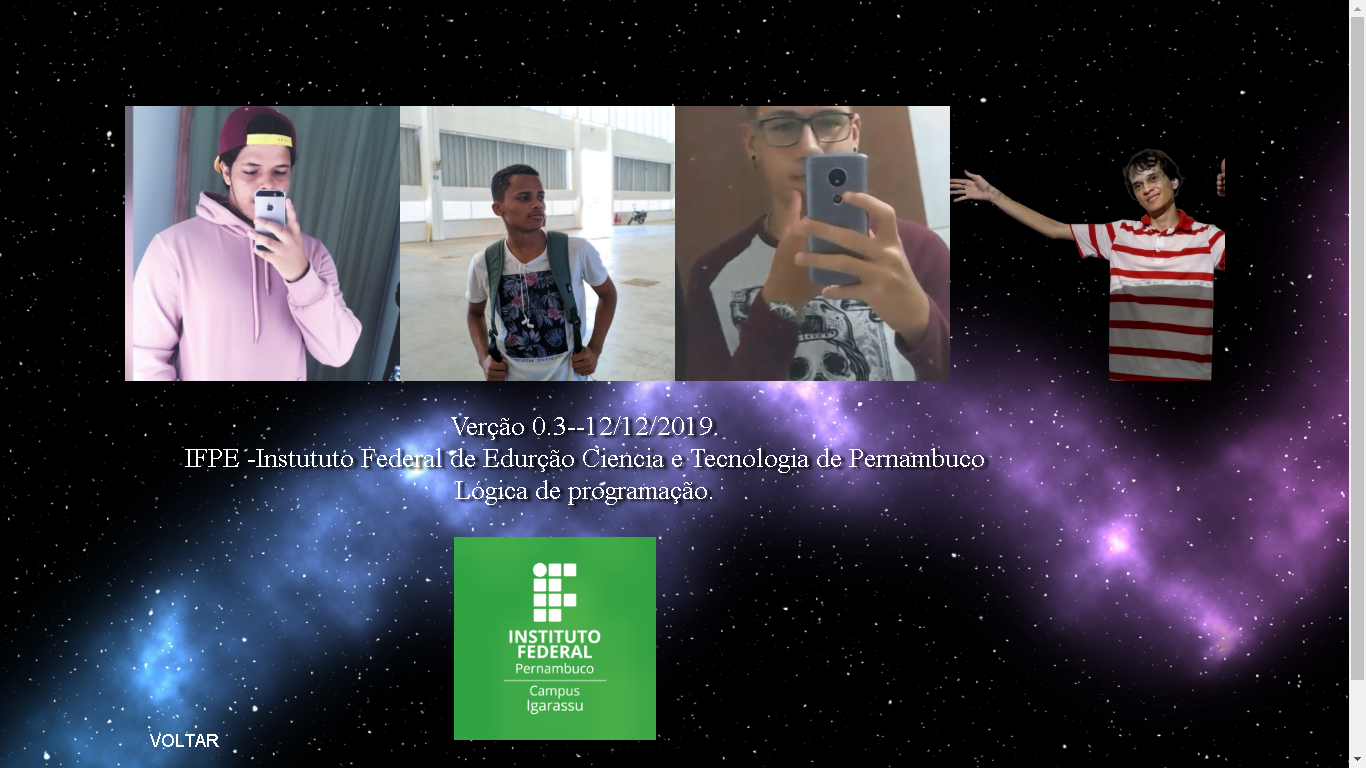 Verção 0.3--12/12/2019.
IFPE -Instututo Federal de Edurção Ciencia e Tecnologia de Pernambuco
Lógica de programação.
INSTITUTO
FEDERAL
Pernambuco
Campus
Igarassu
VOLTAR